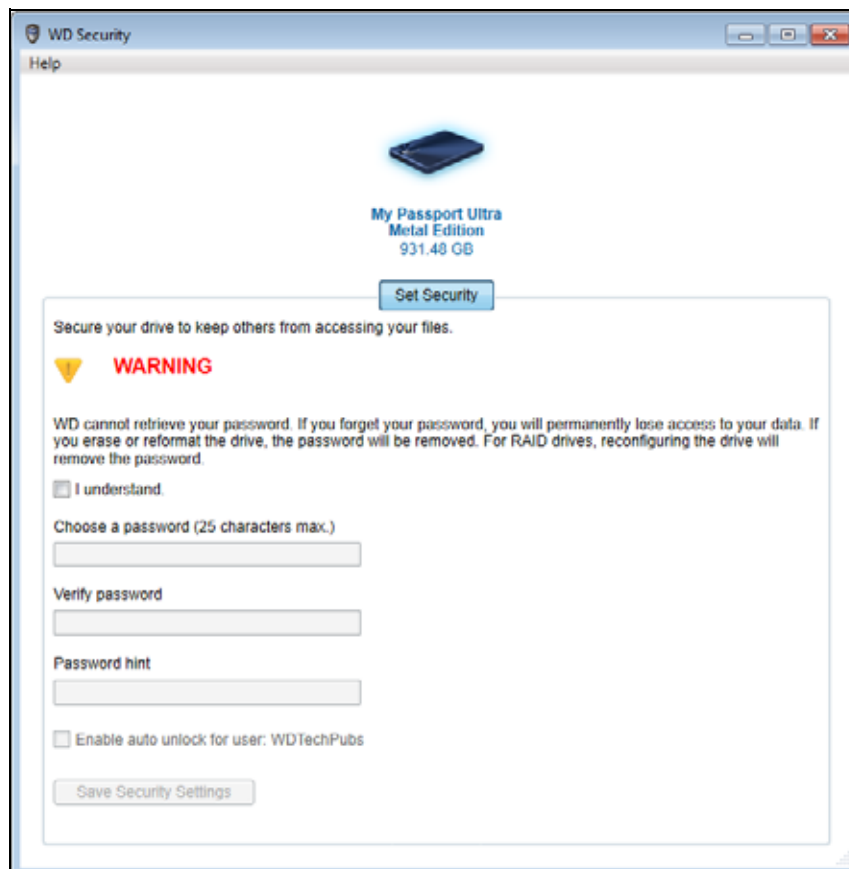 WD Security
Help
My Passport Ultra
Metal Edition
931.48 GB
Set Security
Secure your drive to keep others from accessing your files.
WARNING
WD cannot retrieve your password. If you forget your password, you will permanently lose access to your data. If
you erase or reformat the drive, the password will be removed. For RAID drives, reconfiguring the drive will
remove the password.
I understand.
Choose a password (25 characters max.)
Verify password
Password hint
Enable auto unlock for user: WDTechPubs
Save Security Settings